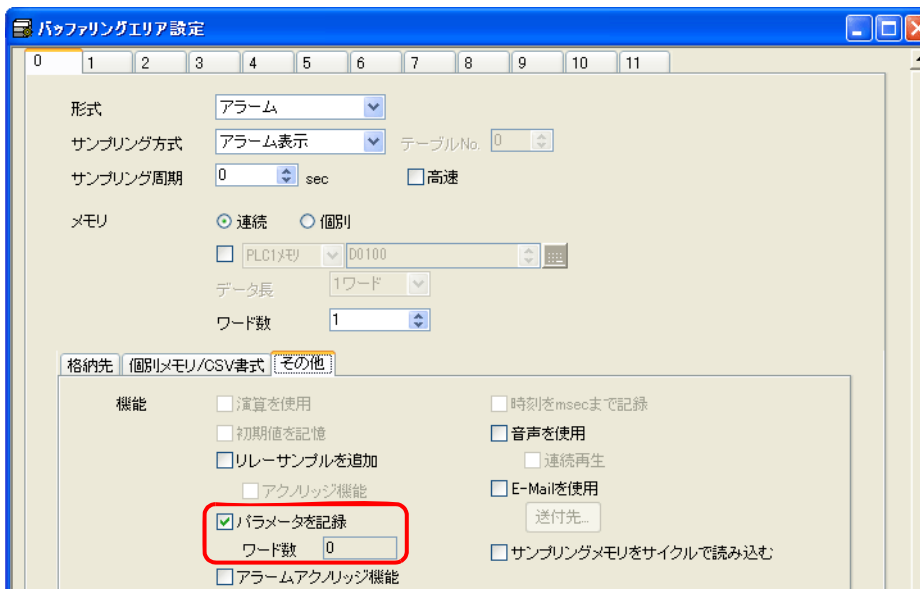 バッファリングエリア設定
0 1 2 3 4 5 6 7 8 9 10 11
形式 アラーム
サンプリング方式 アラーム表示 テーブルNo. 0
サンプリング周期 0 sec 高速
メモリ 連続 個別
PLC1メモリ D0100
データ長 1ワード
ワード数 1
格納先 個別メモリ/CSV書式 その他
機能 演算を使用 時刻をmsecまで記録
初期値を記憶 音声を使用
リレーサンプルを追加 連続再生
アクノリッジ機能 E-Mailを使用
パラメータを記録 送付先...
ワード数 0 サンプリングメモリをサイクルで読み込む
アラームアクノリッジ機能